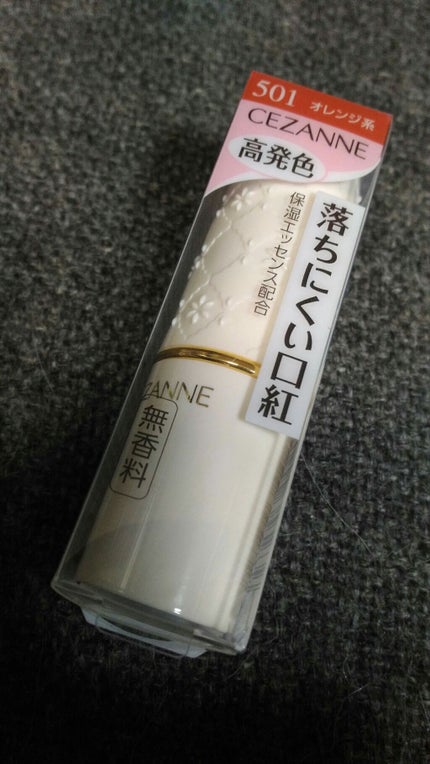 501 オレンジ系
CEZANNE
高発色
落ちにくい口紅
保湿エッセンス配合
ZANNE
無香料